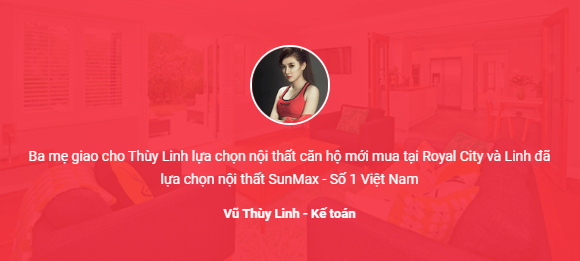 Ba mẹ giao cho Thùy Linh lựa chọn nội thất căn hộ mới mua tại Royal City và Linh đã
lựa chọn nội thất SunMax - Số 1 Việt Nam
Vũ Thùy Linh - Kế toán